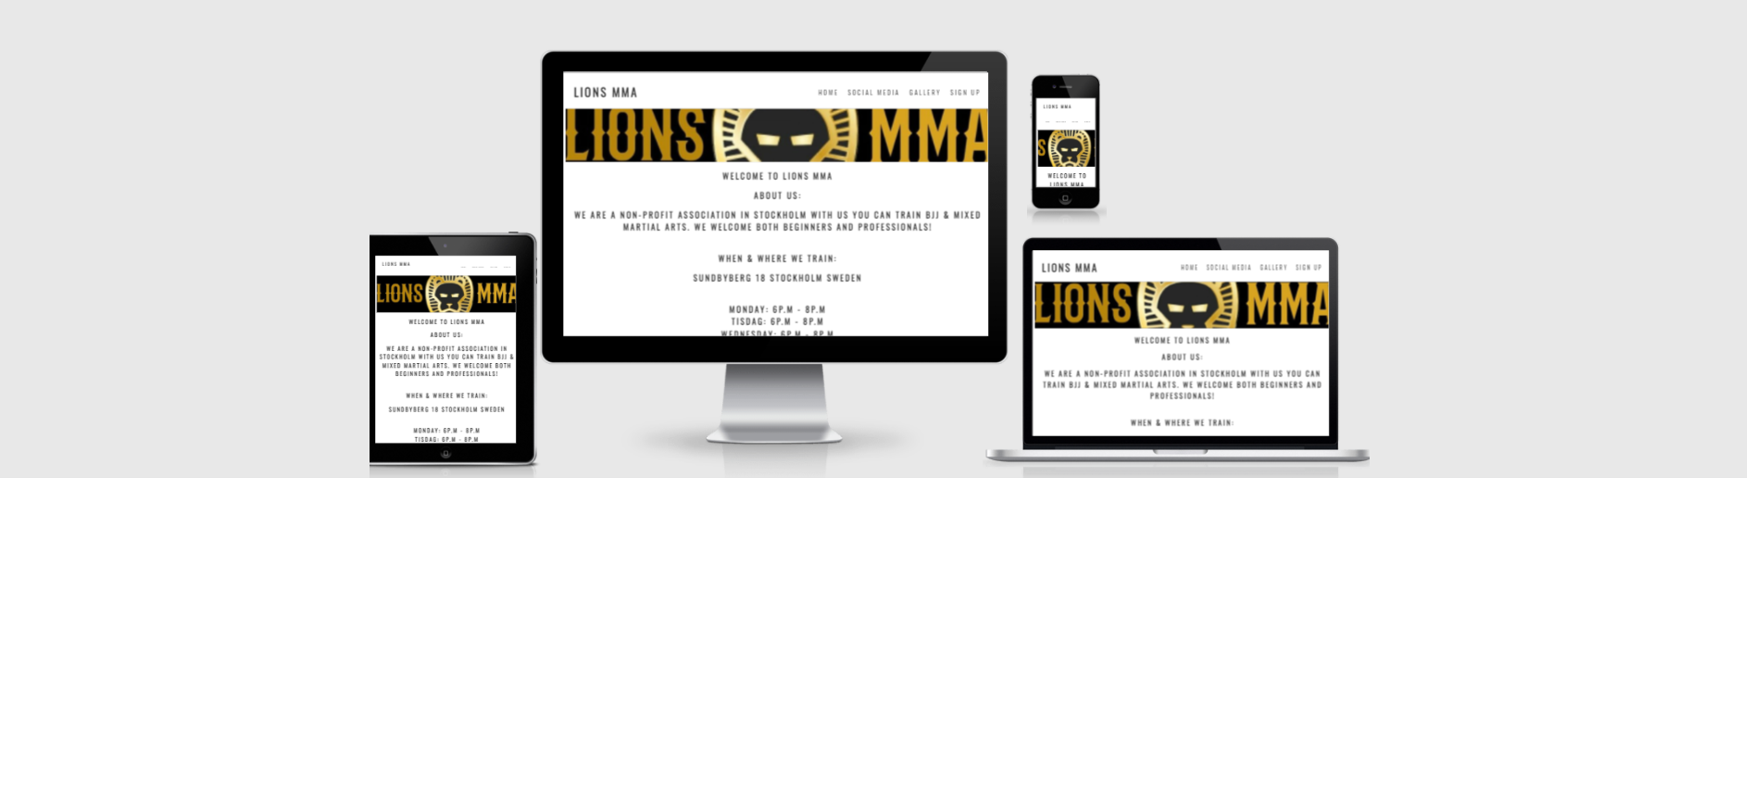 LIONS MMA
HOME SOCIAL MEDIA GALLERY SIGN UP
LIONS MMA
WELCOME TO LIONS MMA
ABOUT US:
WE ARE A NON-PROFIT ASSOCIATION IN STOCKHOLM WITH US YOU CAN TRAIN BJJ & MIXED
MARTIAL ARTS. WE WELCOME BOTH BEGINNERS AND PROFESSIONALS!
WHEN & WHERE WE TRAIN:
SUNDBYBERG 18 STOCKHOLM SWEDEN
MONDAY: 6P.M - 8P.M
TISDAG: 6P.M - 8P.M
WEDNESDAY: 6P.M - 8P.M
LIONS MMA
S
WELCOME TO
LIONS MMA
LIONS MMA
LIONS MMA
WELCOME TO LIONS MMA
ABOUT US:
WE ARE A NON-PROFIT ASSOCIATION IN
STOCKHOLM WITH US YOU CAN TRAIN BJJ &
MIXED MARTIAL ARTS. WE WELCOME BOTH
BEGINNERS AND PROFESSIONALS!
WHEN & WHERE WE TRAIN:
SUNDBYBERG 18 STOCKHOLM SWEDEN
MONDAY: 6P.M - 8P.M
TISDAG: 6P.M - 8P.M
LIONS MMA
HOME SOCIAL MEDIA GALLERY SIGN UP
LIONS MMA
WELCOME TO LIONS MMA
ABOUT US:
WE ARE A NON-PROFIT ASSOCIATION IN STOCKHOLM WITH US YOU CAN
TRAIN BJJ & MIXED MARTIAL ARTS. WE WELCOME BOTH BEGINNERS AND
PROFESSIONALS!
WHEN & WHERE WE TRAIN: